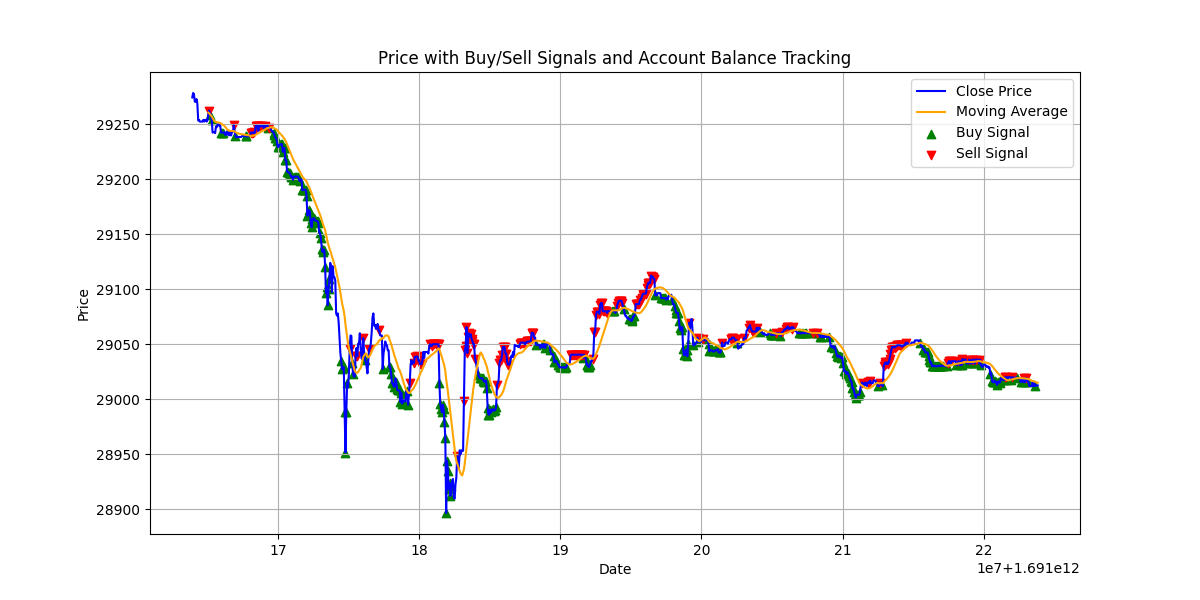 Price with Buy/Sell Signals and Account Balance Tracking
Close Price
Moving Average
Buy Signal
Sell Signal
29250
29200
29150
29100
29050
29000
28950
28900
Price
17 18 19 20 21 22
Date
1e7+1.691e12